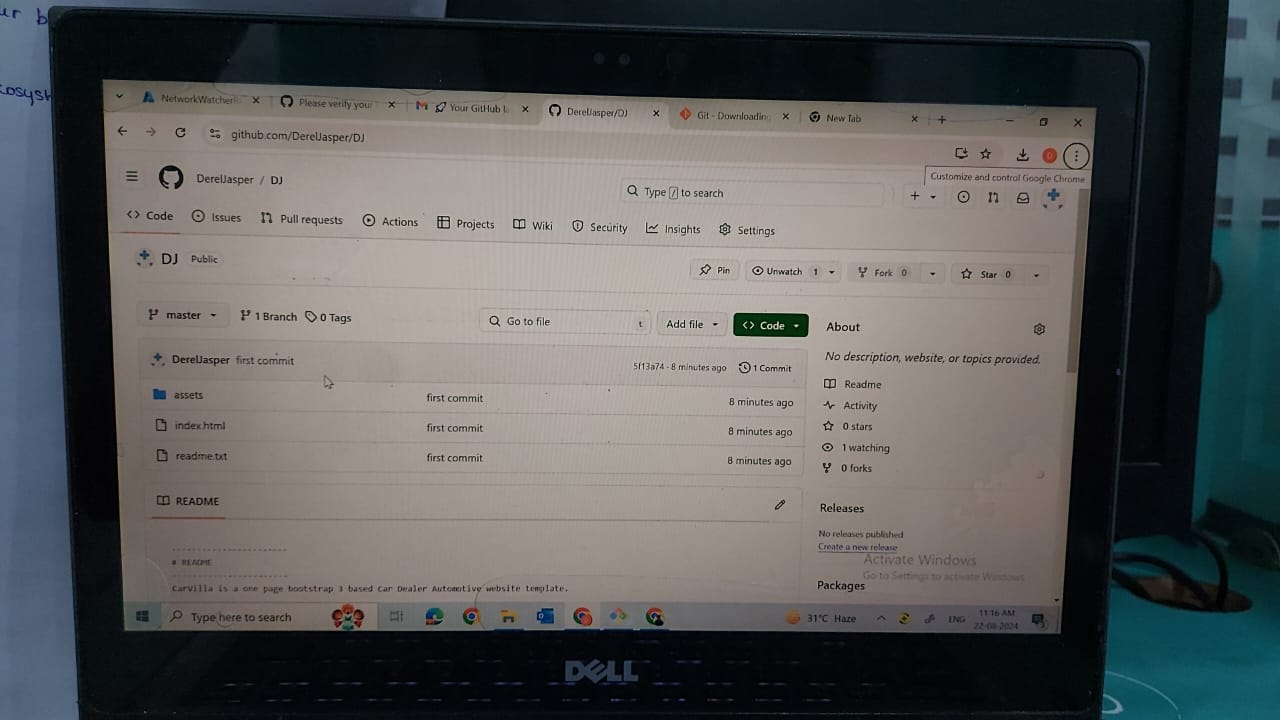 ur b
cosyst
NetworkWatcherR
Please verify your
Your GitHub l
DerelJasper/DJ
Git - Downloading
New Tab
github.com/DerelJasper/DJ
Customize and control Google Chrome
DerelJasper / DJ
Type / to search
Code
Issues
Pull requests
Actions
Projects
Wiki
Security
Insights
Settings
DJ Public
Pin
Unwatch 1
Fork 0
Star 0
master
1 Branch
0 Tags
Go to file t
Add file
<> Code
About
No description, website, or topics provided.
DerelJasper first commit
5f13a74 · 8 minutes ago
1 Commit
assets first commit 8 minutes ago
index.html first commit 8 minutes ago
readme.txt first commit 8 minutes ago
Readme
Activity
0 stars
1 watching
0 forks
README
Releases
No releases published
Create a new release
Activate Windows
Go to Settings to activate Windows.
Packages
--------------------------
# README
--------------------------
CarVilla is a one page bootstrap 3 based Car Dealer Automotive website template.
Type here to search
31°C Haze
ENG
11:16 AM
22-08-2024
DELL